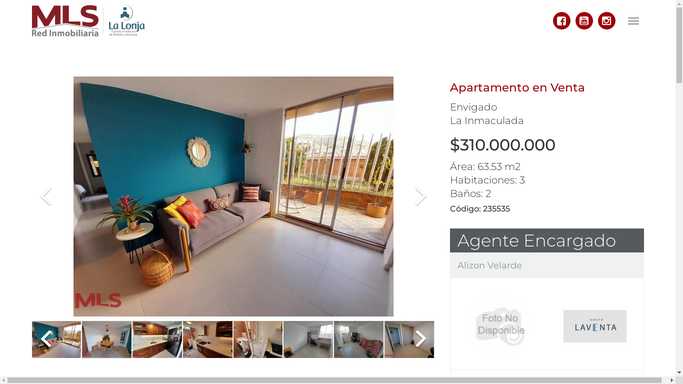 MLS
Red Inmobiliaria
La Lonja
Apartamento en Venta
Envigado
La Inmaculada
$310.000.000
Área: 63.53 m2
Habitaciones: 3
Baños: 2
Código: 235535
MLS
Agente Encargado
Alizon Velarde
Foto No
Disponible
LAVENTA